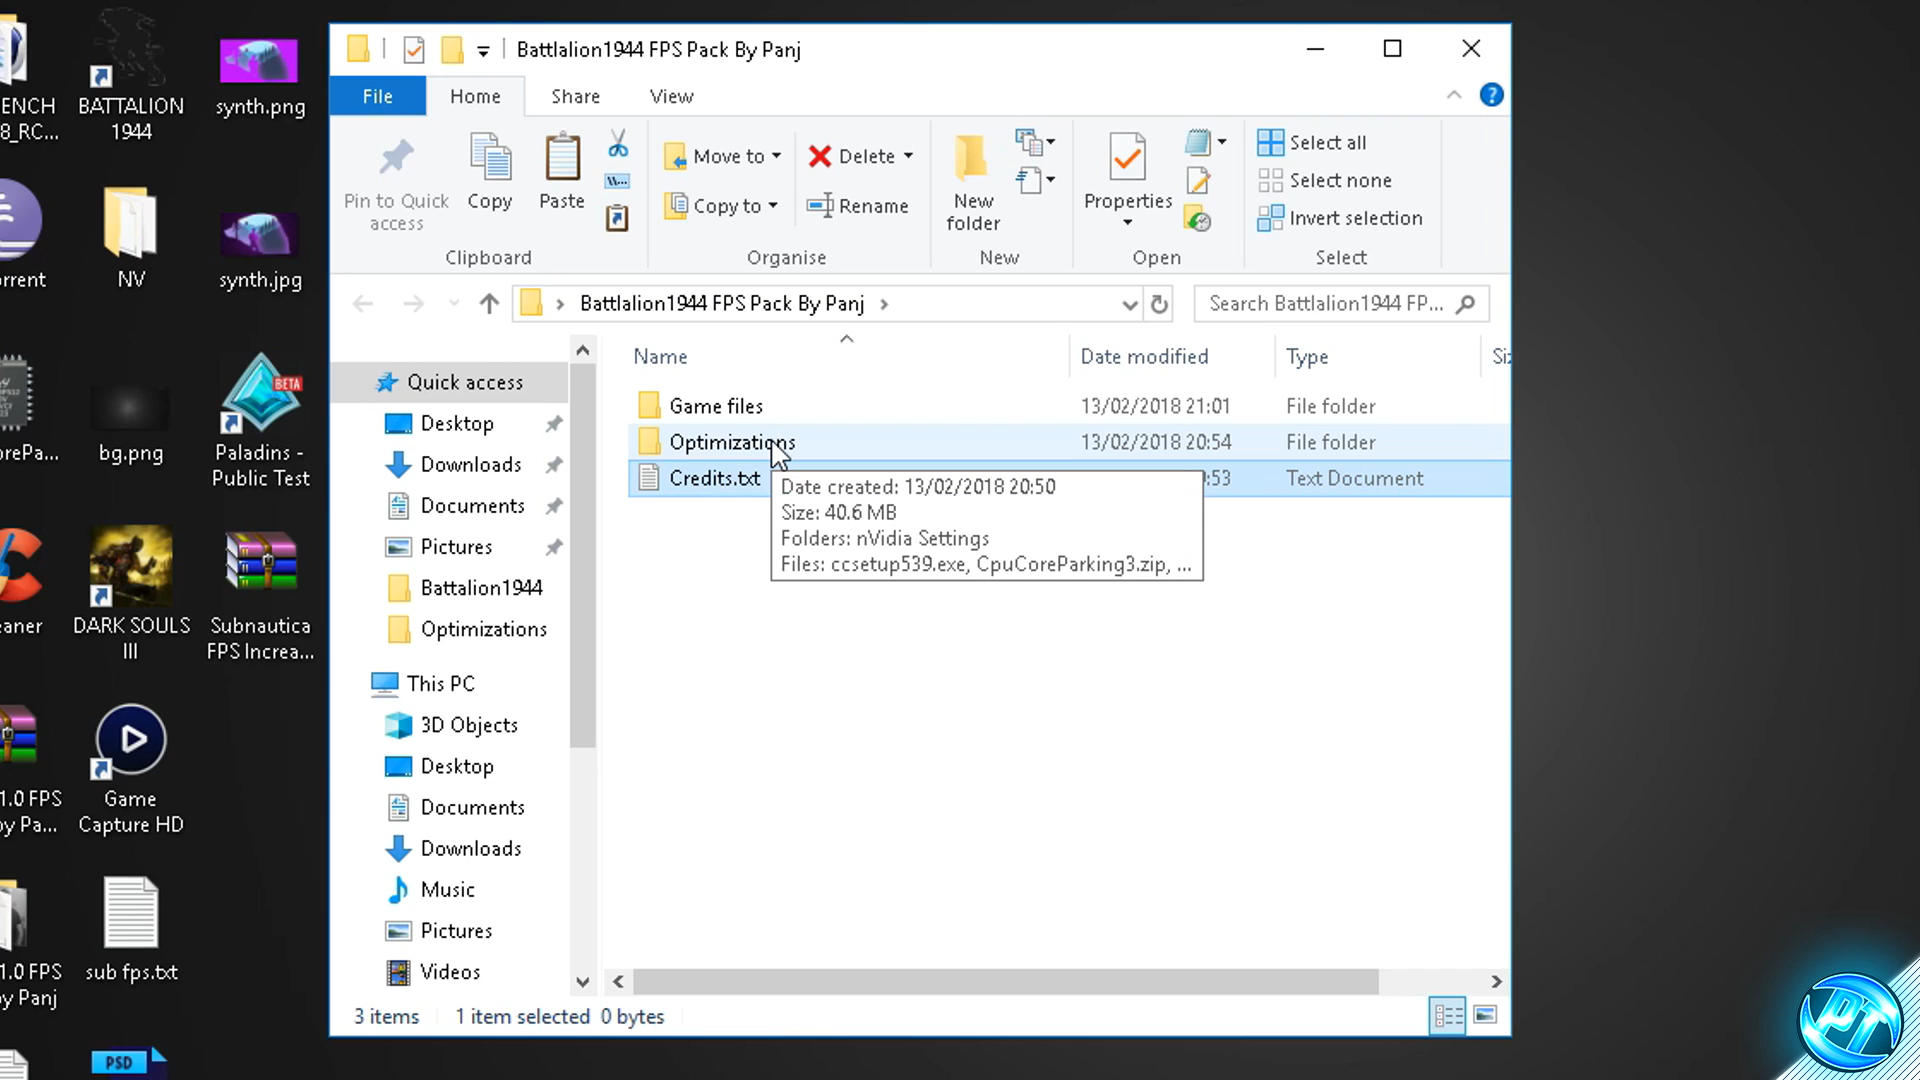 Battlalion1944 FPS Pack By Panj
File
Home
Share
View
Pin to Quick access
Copy
Paste
Move to
Copy to
Delete
Rename
New folder
Properties
Select all
Select none
Invert selection
Clipboard
Organise
New
Open
Select
Battlalion1944 FPS Pack By Panj
Search Battlalion1944 FP...
Name
Date modified
Type
Siz
Game files
13/02/2018 21:01
File folder
Optimizations
13/02/2018 20:54
File folder
Credits.txt
:53
Text Document
Date created: 13/02/2018 20:50
Size: 40.6 MB
Folders: nVidia Settings
Files: ccsetup539.exe, CpuCoreParking3.zip, ...
Quick access
Desktop
Downloads
Documents
Pictures
Battalion1944
Optimizations
This PC
3D Objects
Desktop
Documents
Downloads
Music
Pictures
Videos
3 items
1 item selected 0 bytes
ENCH
8_RC...
BATTALION
1944
synth.png
orrent
NV
synth.jpg
orePa...
bg.png
BETA
Paladins -
Public Test
eaner
DARK SOULS
III
Subnautica
FPS Increa...
1.0 FPS
by Pa...
Game
Capture HD
1.0 FPS
by Panj
sub fps.txt
PSD
PT